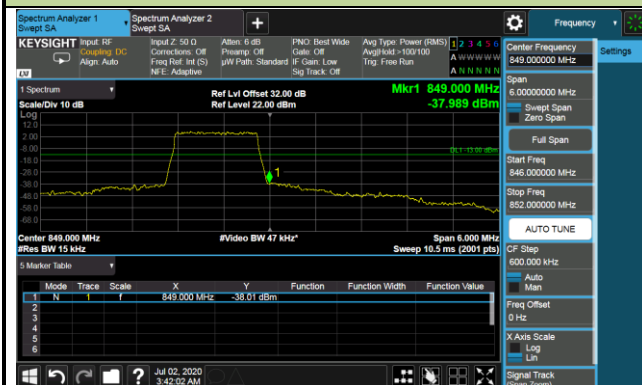 Spectrum Analyzer 1
Swept SA
Spectrum Analyzer 2
Swept SA
+
Frequency
KEYSIGHT
Input: RF
Coupling: DC
Align: Auto
Input Z: 50 Ω
Corrections: Off
Freq Ref: Int (S)
NFE: Adaptive
Atten: 6 dB
Preamp: Off
µW Path: Standard
PNO: Best Wide
Gate: Off
IF Gain: Low
Sig Track: Off
Avg Type: Power (RMS)
Avg|Hold:>100/100
Trig: Free Run
1 2 3 4 5 6
A W W W W W
A N N N N N
LXI
Center Frequency
849.000000 MHz
Settings
Span
6.00000000 MHz
Swept Span
Zero Span
Full Span
Start Freq
846.000000 MHz
Stop Freq
852.000000 MHz
AUTO TUNE
CF Step
600.000 kHz
Auto
Man
Freq Offset
0 Hz
X Axis Scale
Log
Lin
Signal Track
(Span Zoom)
1 Spectrum
Scale/Div 10 dB
Ref Lvl Offset 32.00 dB
Ref Level 22.00 dBm
Mkr1 849.000 MHz
-37.989 dBm
Log
12.0
2.00
-8.00
-18.0
-28.0
-38.0
-48.0
-58.0
-68.0
DL1 -13.00 dBm
1
Center 849.000 MHz
#Res BW 15 kHz
#Video BW 47 kHz*
Span 6.000 MHz
Sweep 10.5 ms (2001 pts)
5 Marker Table
Mode Trace Scale X Y Function Function Width Function Value
1 N 1 f 849.000 MHz -38.01 dBm
2
3
4
5
6
?
Jul 02, 2020
3:42:02 AM